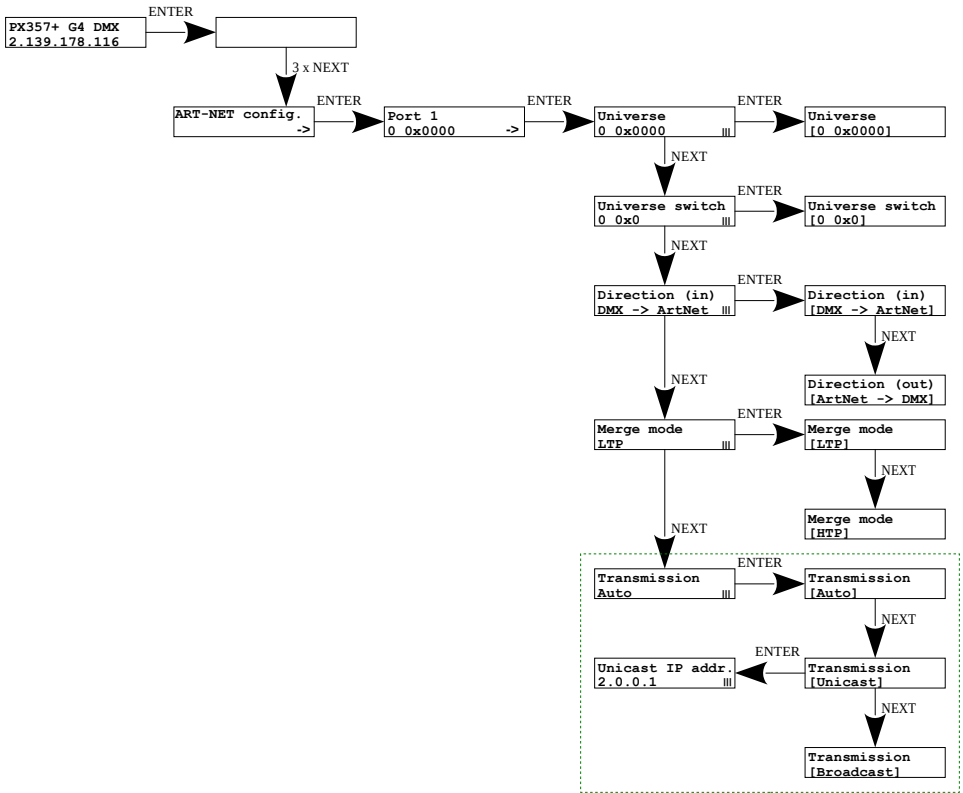 ENTER
PX357+ G4 DMX
2.139.178.116
3 x NEXT
ART-NET config.
->
ENTER
Port 1
0 0x0000 ->
ENTER
Universe
0 0x0000
ENTER
Universe
[0 0x0000]
NEXT
Universe switch
0 0x0
ENTER
Universe switch
[0 0x0]
NEXT
Direction (in)
DMX -> ArtNet
ENTER
Direction (in)
[DMX -> ArtNet]
NEXT
Direction (out)
[ArtNet -> DMX]
NEXT
Merge mode
LTP
ENTER
Merge mode
[LTP]
NEXT
Merge mode
[HTP]
NEXT
Transmission
Auto
ENTER
Transmission
[Auto]
NEXT
Transmission
[Unicast]
ENTER
Unicast IP addr.
2.0.0.1
NEXT
Transmission
[Broadcast]